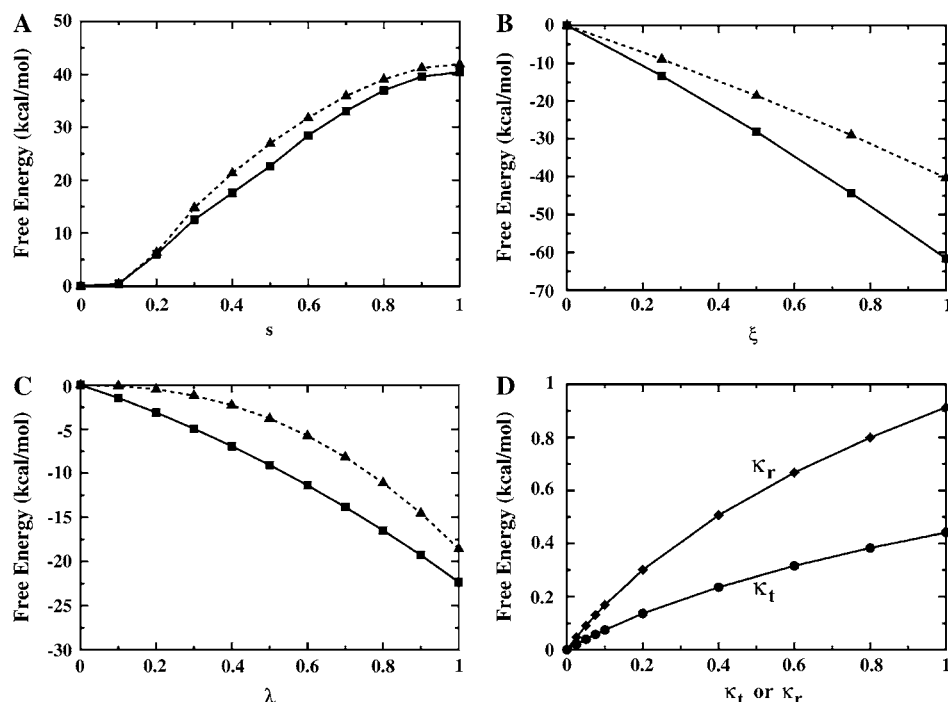 A
Free Energy (kcal/mol)
50
40
30
20
10
0
0 0.2 0.4 0.6 0.8 1
s
B
Free Energy (kcal/mol)
0
-10
-20
-30
-40
-50
-60
-70
0 0.2 0.4 0.6 0.8 1
ξ
C
Free Energy (kcal/mol)
0
-5
-10
-15
-20
-25
-30
0 0.2 0.4 0.6 0.8 1
λ
D
Free Energy (kcal/mol)
1
0.8
0.6
0.4
0.2
0
κr
κt
0 0.2 0.4 0.6 0.8 1
κt or κr